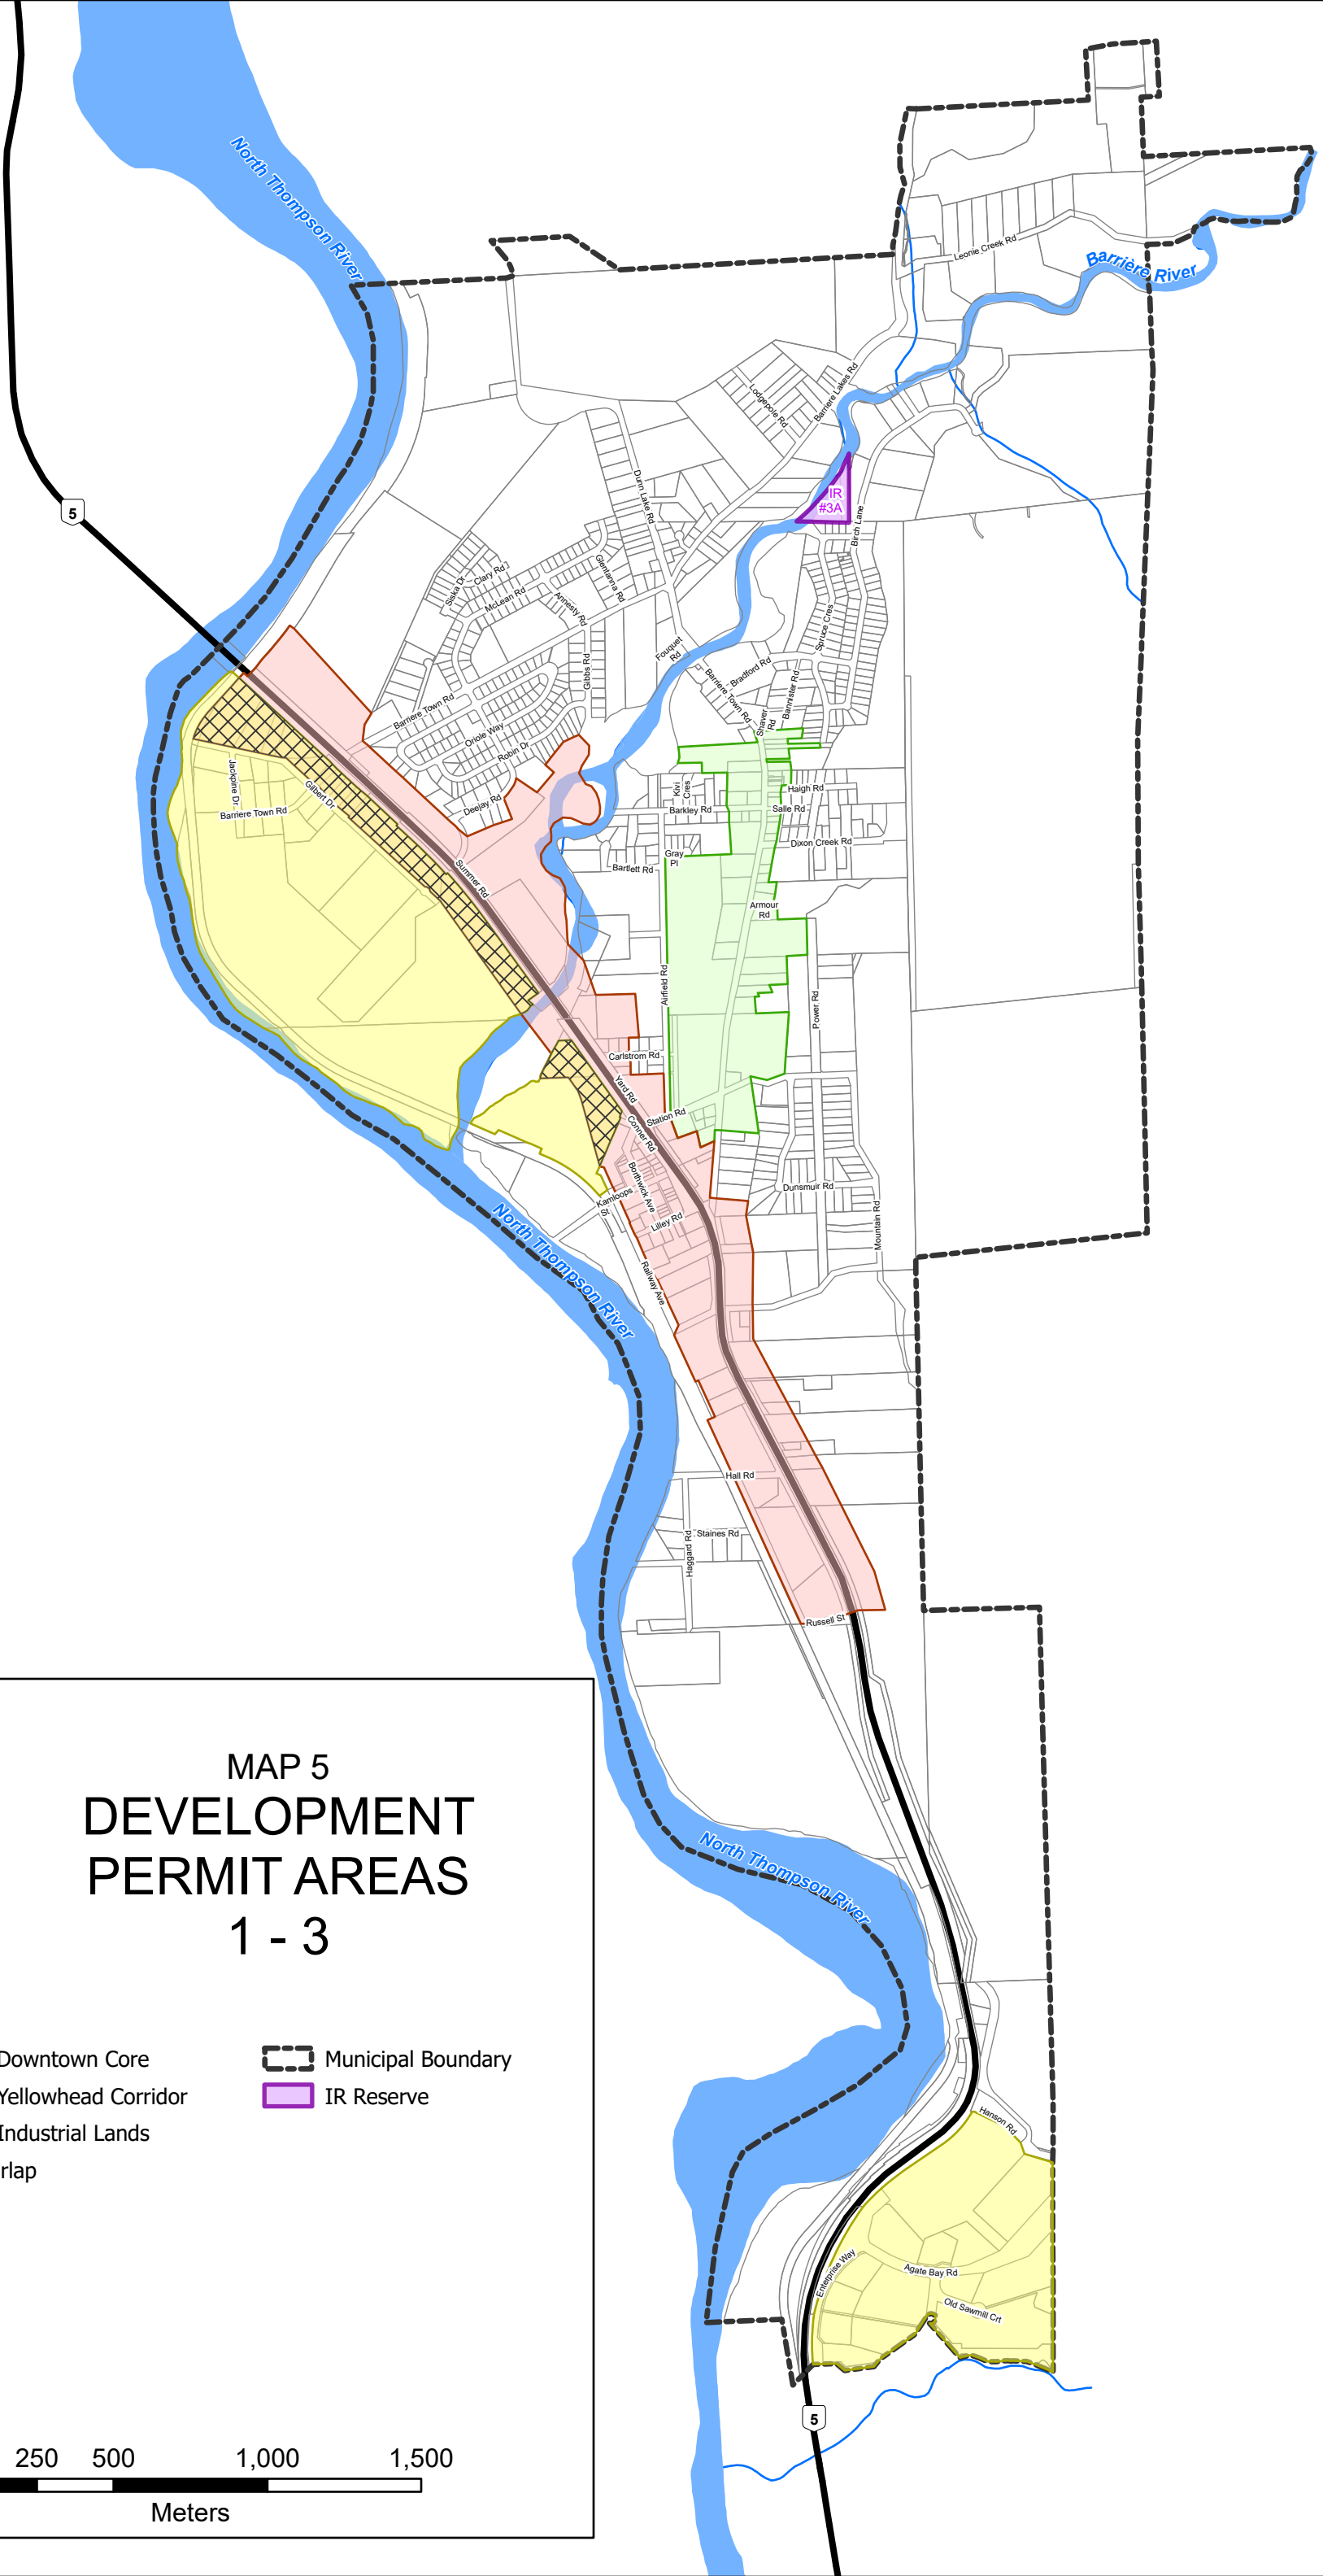 North Thompson River
Leonie Creek Rd
Barrière River
Lodgepole Rd
Barriere Lakes Rd
5
Dunn Lake Rd
IR
#3A
Birch Lane
Clary Rd
Siska Dr
Glentanna Rd
McLean Rd
Annesty Rd
Spruce Cres
Fouquet
Rd
Bradford Rd
Gibbs Rd
Barriere Town Rd
Bannister Rd
Shaver
Rd
Barriere Town Rd
Oriole Way
Robin Dr
Jackpine Dr
Gilbert Dr
Barriere Town Rd
Deejay Rd
Kivi
Cres
Haigh Rd
Barkley Rd
Salle Rd
Dixon Creek Rd
Gray
Pl
Bartlett Rd
Summer Rd
Armour
Rd
Airfield Rd
Power Rd
Carlstrom Rd
Yard Rd
Station Rd
Conner Rd
Borthwick Ave
Dunsmuir Rd
Kamloops
St
Lilley Rd
Mountain Rd
North Thompson River
Railway Ave
Hall Rd
Staines Rd
Haggard Rd
Russell St
MAP 5
DEVELOPMENT
PERMIT AREAS
1 - 3
North Thompson River
Downtown Core
Municipal Boundary
Yellowhead Corridor
IR Reserve
Industrial Lands
rlap
Hanson Rd
Enterprise Way
Agate Bay Rd
Old Sawmill Crt
5
250 500 1,000 1,500
Meters